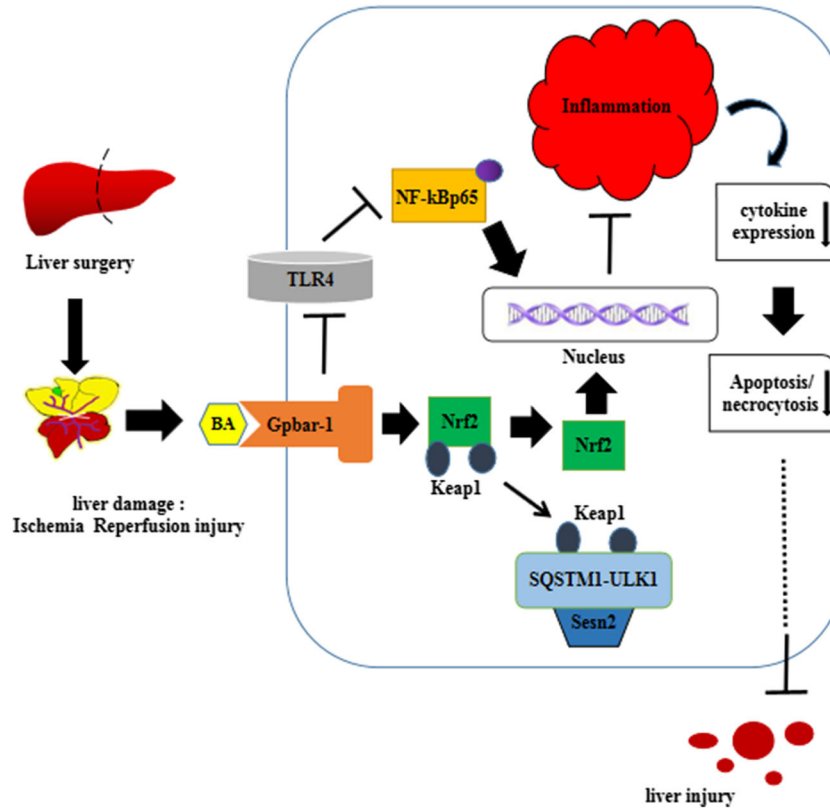 Inflammation
NF-kBp65
cytokine
expression
Liver surgery
TLR4
Nucleus
Apoptosis/
necrocytosis
BA
Gpbar-1
Nrf2
Nrf2
Keap1
liver damage :
Ischemia Reperfusion injury
Keap1
SQSTM1-ULK1
Sesn2
liver injury